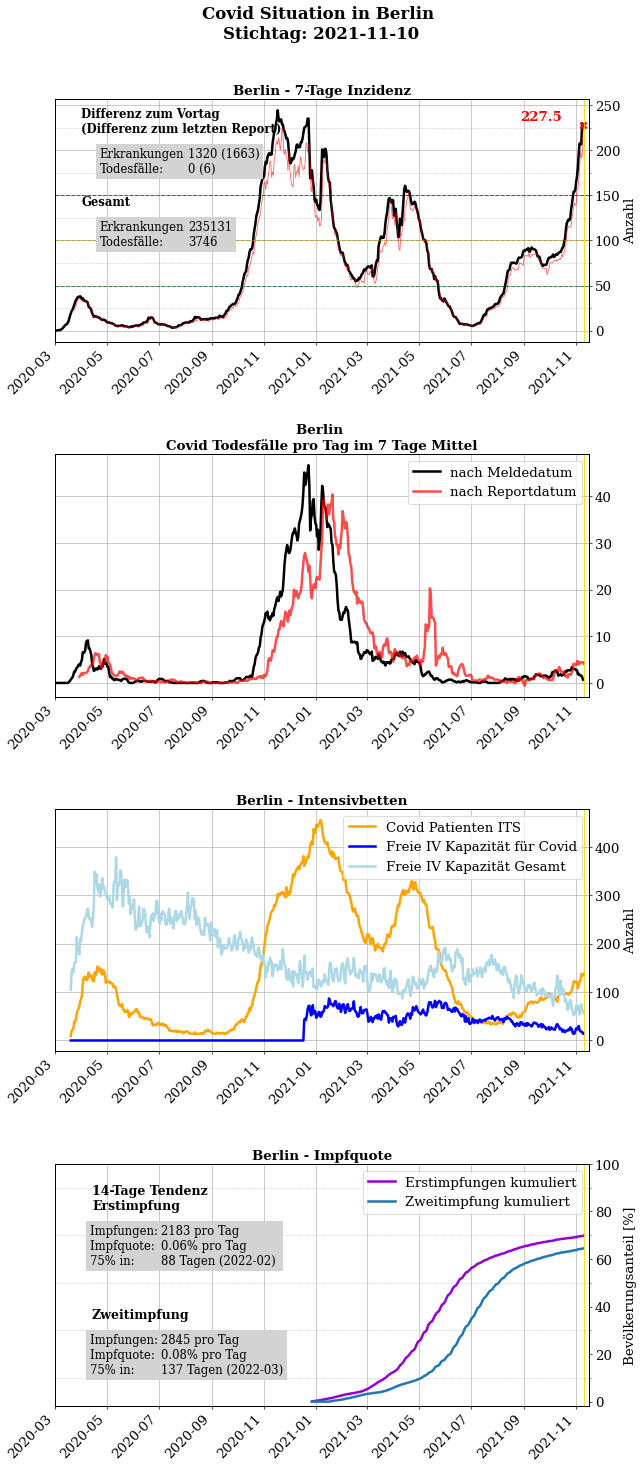 Covid Situation in Berlin
Stichtag: 2021-11-10
Berlin - 7-Tage Inzidenz
Differenz zum Vortag
(Differenz zum letzten Report)
Erkrankungen 1320 (1663)
Todesfälle: 0 (6)
Gesamt
Erkrankungen 235131
Todesfälle: 3746
227.5
250
200
150
100
50
0
Anzahl
2020-03
2020-05
2020-07
2020-09
2020-11
2021-01
2021-03
2021-05
2021-07
2021-09
2021-11
Berlin
Covid Todesfälle pro Tag im 7 Tage Mittel
nach Meldedatum
nach Reportdatum
40
30
20
10
0
2020-03
2020-05
2020-07
2020-09
2020-11
2021-01
2021-03
2021-05
2021-07
2021-09
2021-11
Berlin - Intensivbetten
Covid Patienten ITS
Freie IV Kapazität für Covid
Freie IV Kapazität Gesamt
400
300
200
100
0
Anzahl
2020-03
2020-05
2020-07
2020-09
2020-11
2021-01
2021-03
2021-05
2021-07
2021-09
2021-11
Berlin - Impfquote
14-Tage Tendenz
Erstimpfung
Impfungen: 2183 pro Tag
Impfquote: 0.06% pro Tag
75% in: 88 Tagen (2022-02)
Zweitimpfung
Impfungen: 2845 pro Tag
Impfquote: 0.08% pro Tag
75% in: 137 Tagen (2022-03)
Erstimpfungen kumuliert
Zweitimpfung kumuliert
100
80
60
40
20
0
Bevölkerungsanteil [%]
2020-03
2020-05
2020-07
2020-09
2020-11
2021-01
2021-03
2021-05
2021-07
2021-09
2021-11